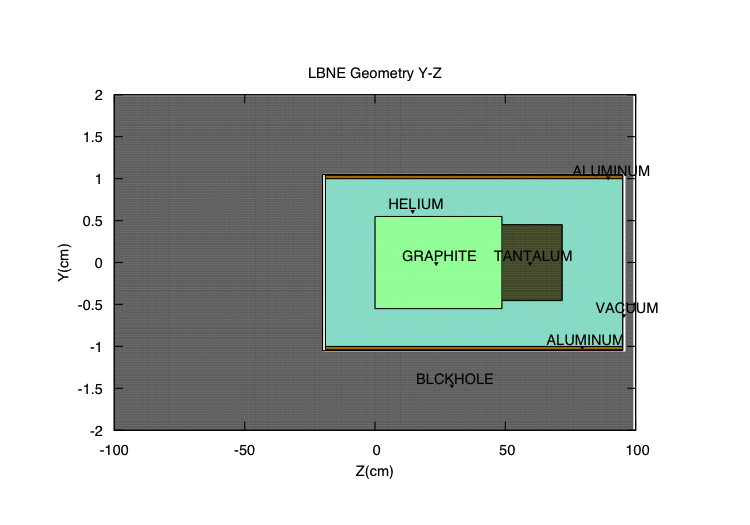 LBNE Geometry Y-Z
2
1.5
ALUMINUM
1
HELIUM
0.5
GRAPHITE
TANTALUM
0
Y(cm)
-0.5
VACUUM
ALUMINUM
-1
BLCKHOLE
-1.5
-2
-100
-50
0
50
100
Z(cm)